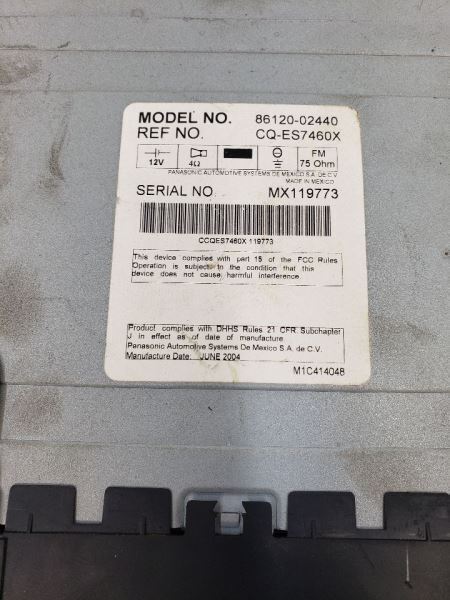 MODEL NO. 86120-02440
REF NO. CQ-ES7460X
12V 4Ω FM
75 Ohm
PANASONIC AUTOMOTIVE SYSTEMS DE MEXICO S.A. DE C.V
MADE IN MEXICO
SERIAL NO. MX119773
CCQES7460X 119773
This device complies with part 15 of the FCC Rules
Operation is subject to the condition that this
device does not cause harmful interference.
Product complies with DHHS Rules 21 CFR Subchapter
J in effect as of date of manufacture
Panasonic Automotive Systems De Mexico S.A. de C.V.
Manufacture Date: JUNE 2004
M1C414048